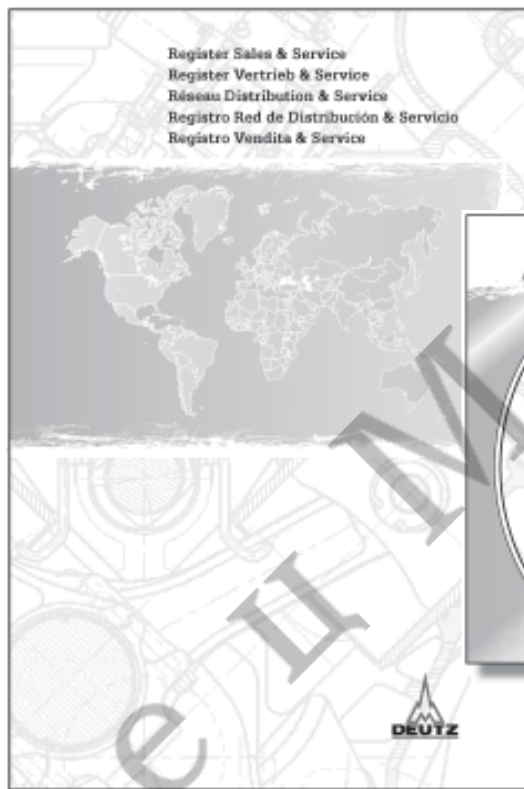 Register Sales & Service
Register Vertrieb & Service
Réseau Distribution & Service
Registro Red de Distribución & Servicio
Registro Vendita & Service
М
ц
е
DEUTZ